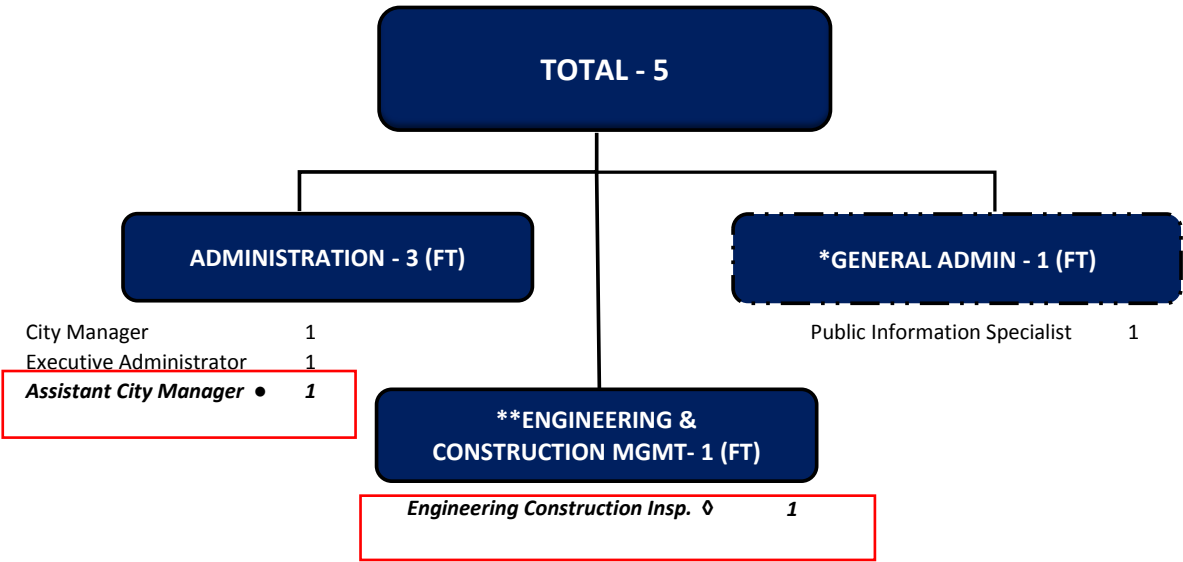 TOTAL - 5
ADMINISTRATION - 3 (FT)
*GENERAL ADMIN - 1 (FT)
City Manager 1
Executive Administrator 1
Assistant City Manager ● 1
Public Information Specialist 1
**ENGINEERING &
CONSTRUCTION MGMT- 1 (FT)
Engineering Construction Insp. ◊ 1